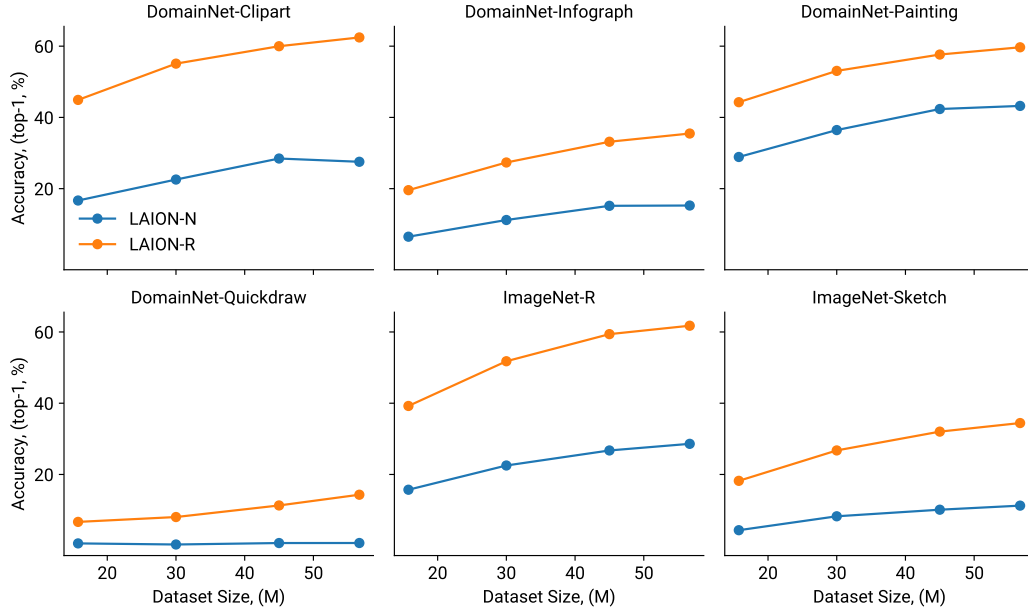 DomainNet-Clipart
DomainNet-Infograph
DomainNet-Painting
Accuracy, (top-1, %)
60
40
20
LAION-N
LAION-R
DomainNet-Quickdraw
ImageNet-R
ImageNet-Sketch
Accuracy, (top-1, %)
60
40
20
20 30 40 50
20 30 40 50
20 30 40 50
Dataset Size, (M)
Dataset Size, (M)
Dataset Size, (M)